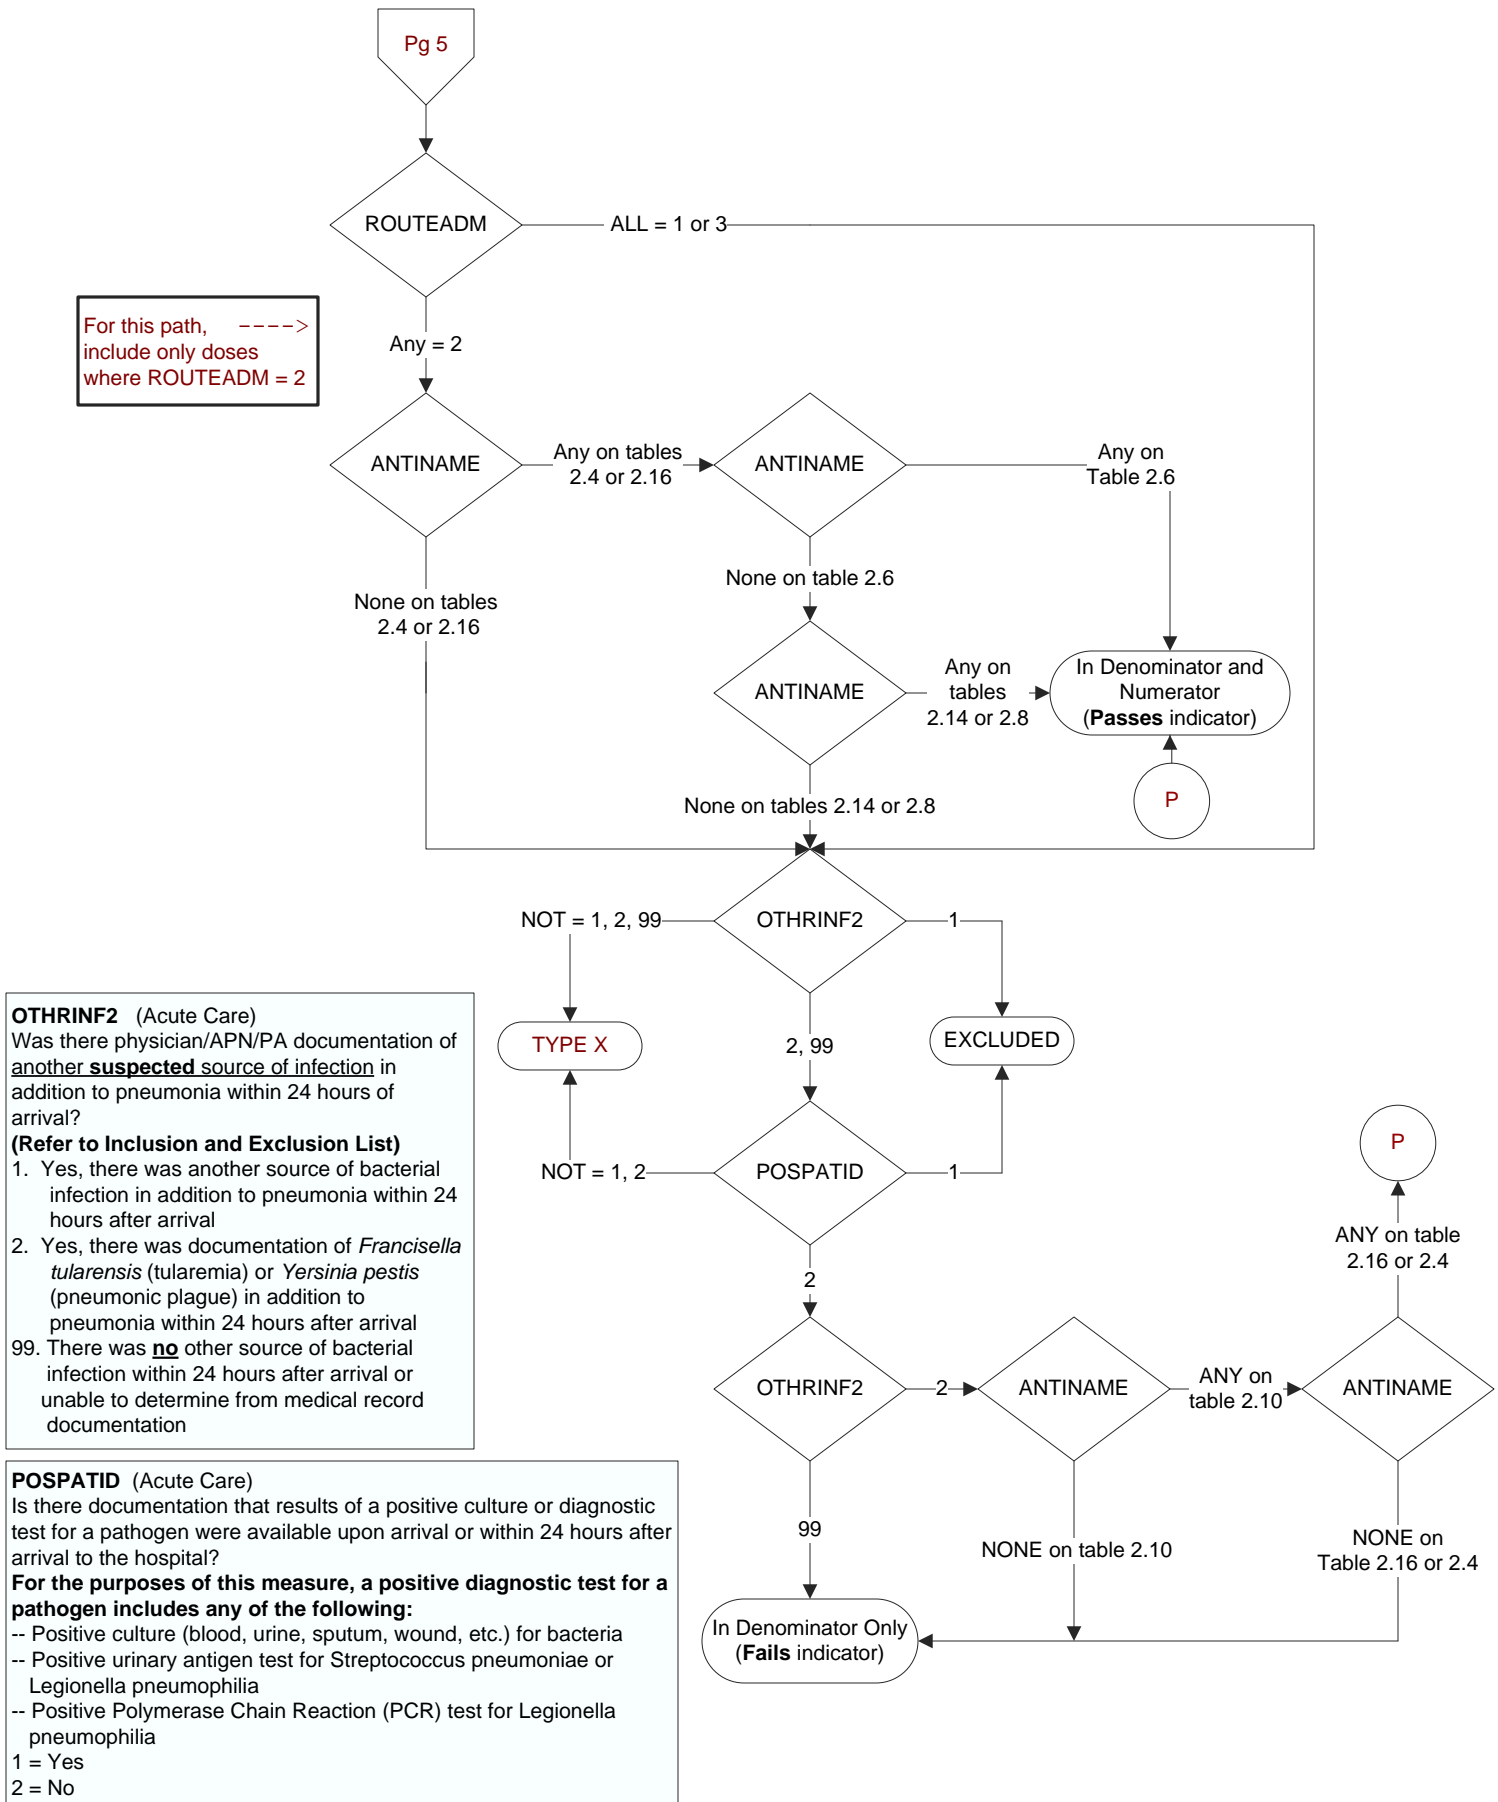 Pg 5
ROUTEADM
ALL = 1 or 3
For this path, ---->
include only doses
where ROUTEADM = 2
Any = 2
ANTINAME
Any on tables
2.4 or 2.16
ANTINAME
Any on
Table 2.6
None on tables
2.4 or 2.16
None on table 2.6
ANTINAME
Any on
tables
2.14 or 2.8
In Denominator and
Numerator
(Passes indicator)
P
None on tables 2.14 or 2.8
NOT = 1, 2, 99
OTHRINF2
1
TYPE X
2, 99
EXCLUDED
NOT = 1, 2
POSPATID
1
P
ANY on table
2.16 or 2.4
2
OTHRINF2
2
ANTINAME
ANY on
table 2.10
ANTINAME
99
NONE on table 2.10
NONE on
Table 2.16 or 2.4
In Denominator Only
(Fails indicator)
OTHRINF2 (Acute Care)
Was there physician/APN/PA documentation of
another suspected source of infection in
addition to pneumonia within 24 hours of
arrival?
(Refer to Inclusion and Exclusion List)
1. Yes, there was another source of bacterial
infection in addition to pneumonia within 24
hours after arrival
2. Yes, there was documentation of Francisella
tularensis (tularemia) or Yersinia pestis
(pneumonic plague) in addition to
pneumonia within 24 hours after arrival
99. There was no other source of bacterial
infection within 24 hours after arrival or
unable to determine from medical record
documentation
POSPATID (Acute Care)
Is there documentation that results of a positive culture or diagnostic
test for a pathogen were available upon arrival or within 24 hours after
arrival to the hospital?
For the purposes of this measure, a positive diagnostic test for a
pathogen includes any of the following:
-- Positive culture (blood, urine, sputum, wound, etc.) for bacteria
-- Positive urinary antigen test for Streptococcus pneumoniae or
Legionella pneumophilia
-- Positive Polymerase Chain Reaction (PCR) test for Legionella
pneumophilia
1 = Yes
2 = No